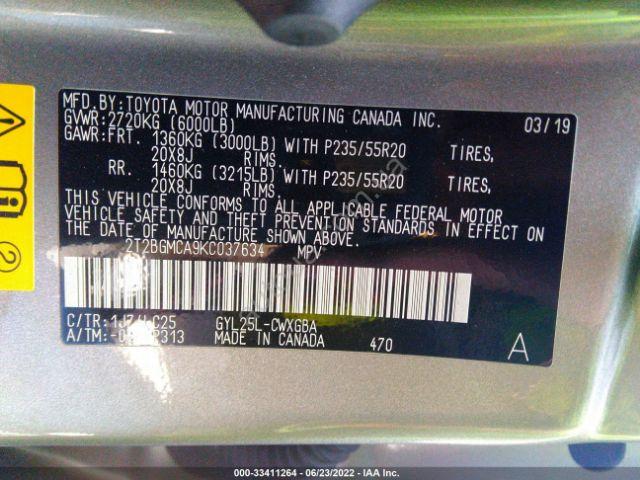 MFD.BY:TOYOTA MOTOR MANUFACTURING CANADA INC. 03/19
GVWR:2720KG (6000LB)
GAWR:FRT. 1360KG (3000LB) WITH P235/55R20 TIRES,
20X8J RIMS.
RR. 1460KG (3215LB) WITH P235/55R20 TIRES,
20X8J RIMS.
THIS VEHICLE CONFORMS TO ALL APPLICABLE FEDERAL MOTOR
VEHICLE SAFETY AND THEFT PREVENTION STANDARDS IN EFFECT ON
THE DATE OF MANUFACTURE SHOWN ABOVE.
2T2BGMCA9KC037634 MPV
C/TR: LC25 GYL25L-CWXGBA
A/TM: P313 MADE IN CANADA 470 A
2
000-33411264 - 06/23/2022 - IAA Inc.